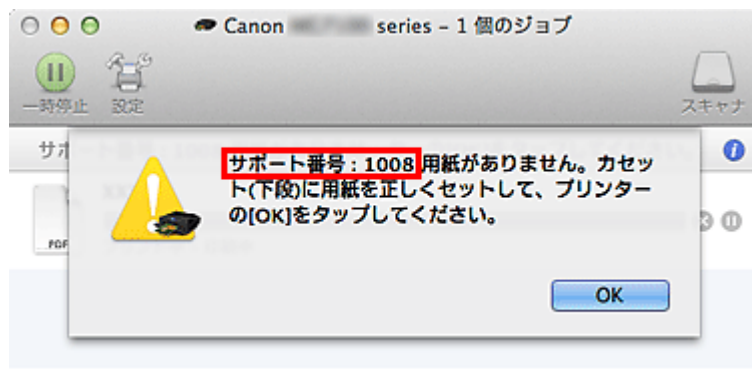 Canon series – 1 個のジョブ
一時停止 設定 スキャナ
サポ
サポート番号 : 1008 用紙がありません。カセッ
ト(下段)に用紙を正しくセットして、プリンター
の[OK]をタップしてください。
PDF
OK